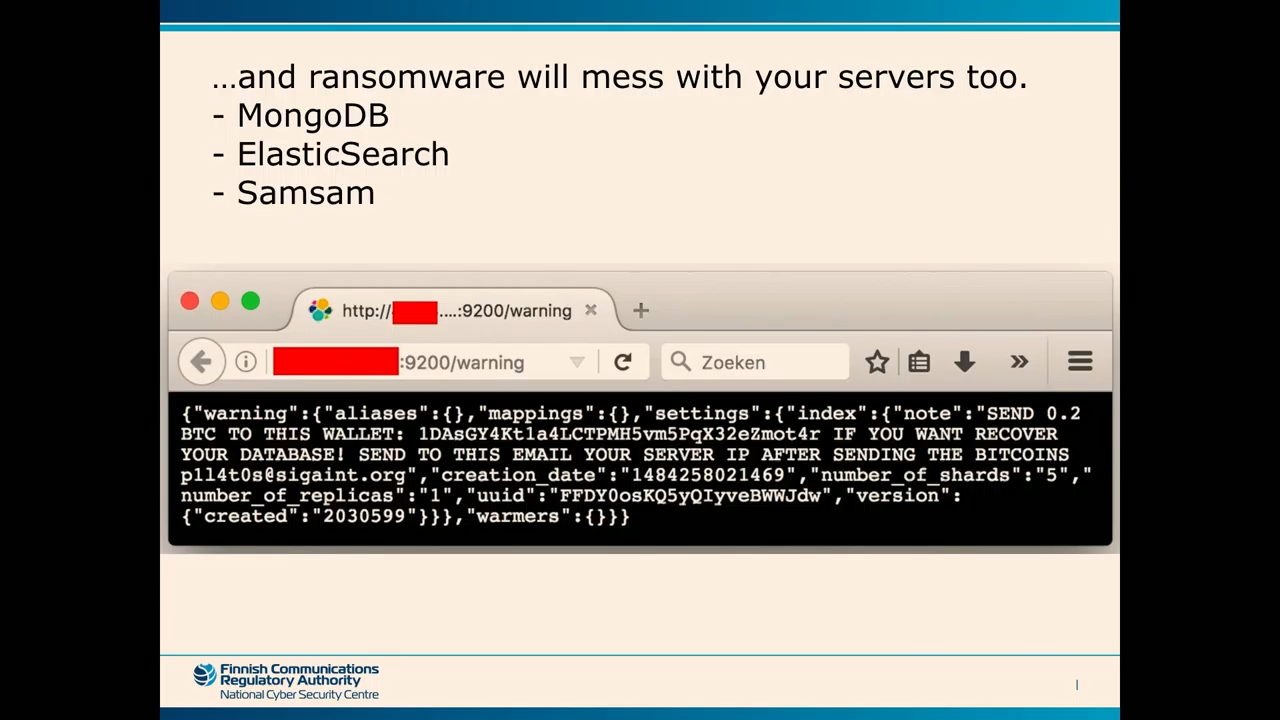 …and ransomware will mess with your servers too.
- MongoDB
- ElasticSearch
- Samsam
http:// ....:9200/warning
:9200/warning
Zoeken
{"warning":{"aliases":{},"mappings":{},"settings":{"index":{"note":"SEND 0.2
BTC TO THIS WALLET: 1DAsGY4Kt1a4LCTPMH5vm5PqX32eZmot4r IF YOU WANT RECOVER
YOUR DATABASE! SEND TO THIS EMAIL YOUR SERVER IP AFTER SENDING THE BITCOINS
p1l4t0s@sigaint.org","creation_date":"1484258021469","number_of_shards":"5","
number_of_replicas":"1","uuid":"FFDY0osKQ5yQIyveBWWJdw","version":
{"created":"2030599"}}},"warmers":{}}}
Finnish Communications
Regulatory Authority
National Cyber Security Centre